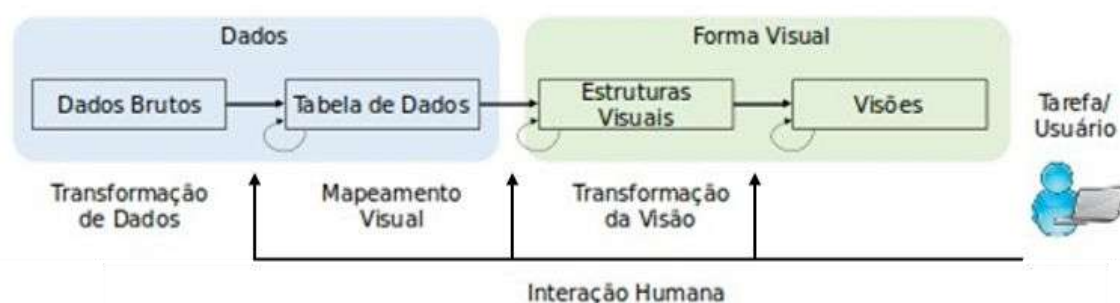 Dados
Forma Visual
Dados Brutos
Tabela de Dados
Estruturas
Visuais
Visões
Tarefa/
Usuário
Transformação
de Dados
Mapeamento
Visual
Transformação
da Visão
Interação Humana